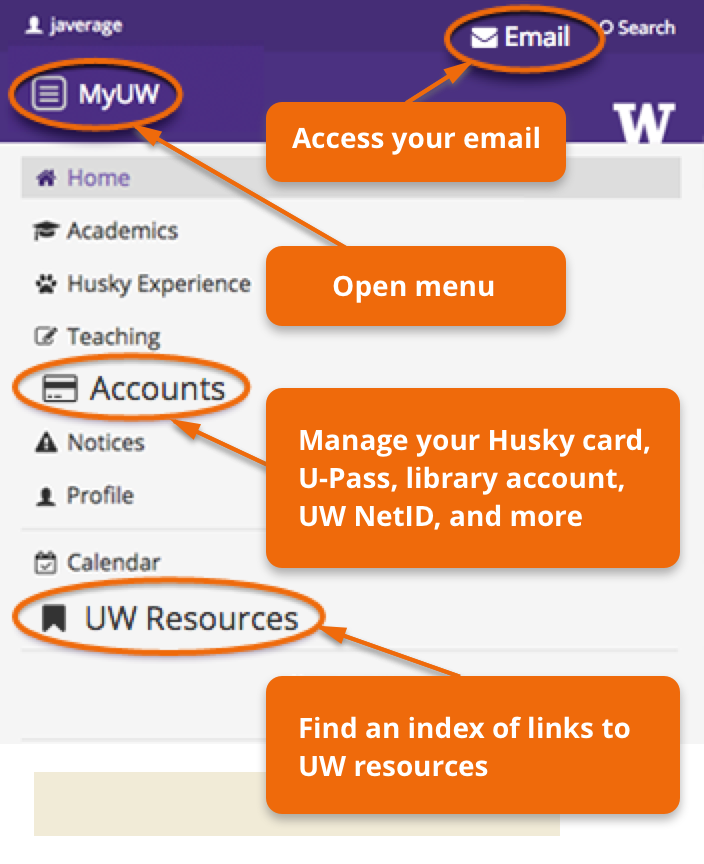 javerage
Email
Search
MyUW
Access your email
W
Home
Academics
Husky Experience
Open menu
Teaching
Accounts
Manage your Husky card,
U-Pass, library account,
UW NetID, and more
Notices
Profile
Calendar
UW Resources
Find an index of links to
UW resources